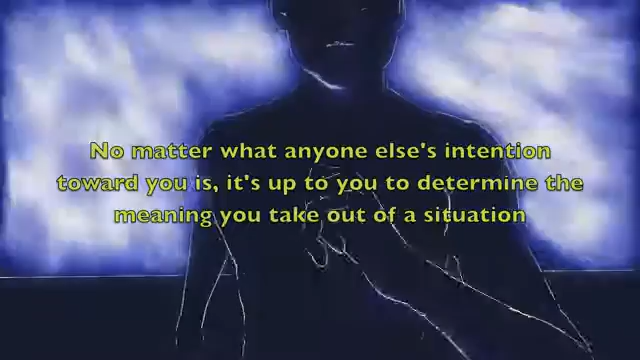 No matter what anyone else's intention
toward you is, it's up to you to determine the
meaning you take out of a situation